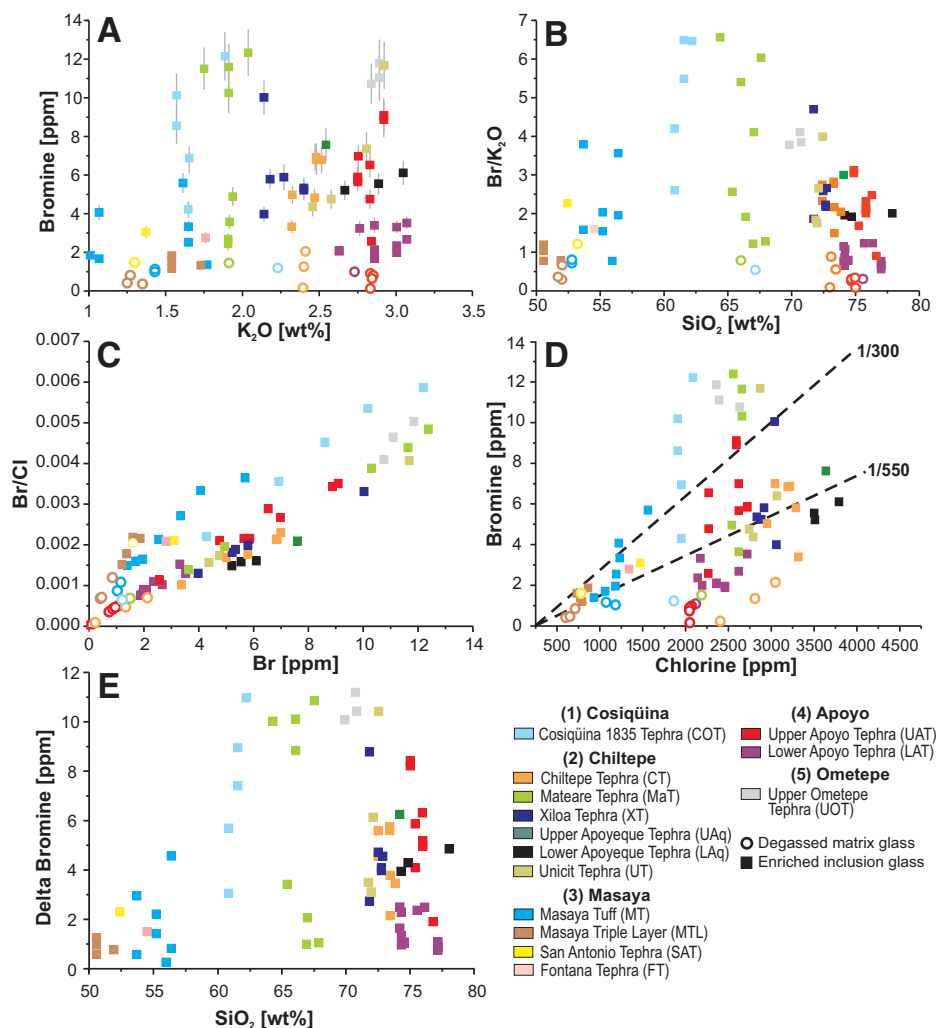 A
Bromine [ppm]
14
12
10
8
6
4
2
0
1
1.5
2.0
2.5
3.0
3.5
K₂O [wt%]
B
Br/K₂O
7
6
5
4
3
2
1
0
50
55
60
65
70
75
80
SiO₂ [wt%]
C
Br/Cl
0.007
0.006
0.005
0.004
0.003
0.002
0.001
0.000
0
2
4
6
8
10
12
14
Br [ppm]
D
Bromine [ppm]
14
12
10
8
6
4
2
0
1/300
1/550
500
1250
2000
2750
3500
4250
Chlorine [ppm]
E
Delta Bromine [ppm]
12
10
8
6
4
2
0
50
55
60
65
70
75
80
SiO₂ [wt%]
(1) Cosiqüina
Cosiqüina 1835 Tephra (COT)
(2) Chiltepe
Chiltepe Tephra (CT)
Mateare Tephra (MaT)
Xiloa Tephra (XT)
Upper Apoyeque Tephra (UAq)
Lower Apoyeque Tephra (LAq)
Unicit Tephra (UT)
(3) Masaya
Masaya Tuff (MT)
Masaya Triple Layer (MTL)
San Antonio Tephra (SAT)
Fontana Tephra (FT)
(4) Apoyo
Upper Apoyo Tephra (UAT)
Lower Apoyo Tephra (LAT)
(5) Ometepe
Upper Ometepe
Tephra (UOT)
Degassed matrix glass
Enriched inclusion glass